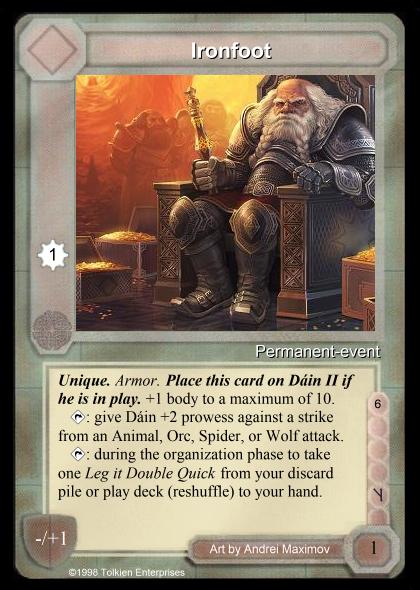 Ironfoot
1
Permanent-event
Unique. Armor. Place this card on Dáin II if
he is in play. +1 body to a maximum of 10.
: give Dáin +2 prowess against a strike
from an Animal, Orc, Spider, or Wolf attack.
: during the organization phase to take
one Leg it Double Quick from your discard
pile or play deck (reshuffle) to your hand.
6
-/+1
Art by Andrei Maximov
1
©1998 Tolkien Enterprises